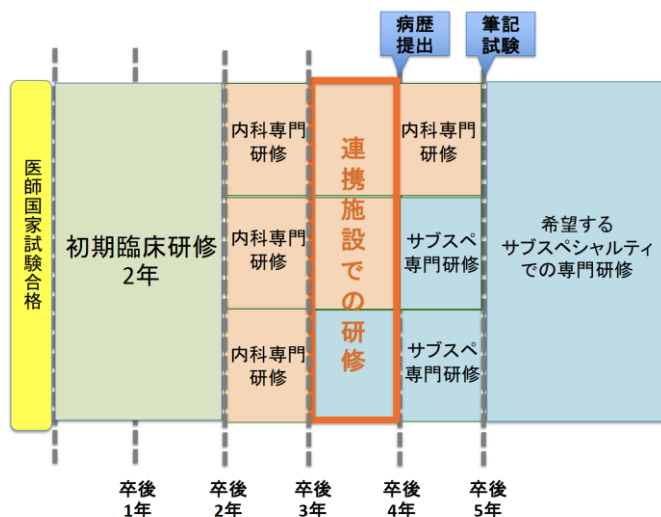 病歴
提出
筆記
試験
医師国家試験合格
初期臨床研修
2年
内科専門
研修
内科専門
研修
内科専門
研修
連携施設での研修
内科専門
研修
サブスペ
専門研修
サブスペ
専門研修
希望する
サブスペシャルティ
での専門研修
卒後
1年
卒後
2年
卒後
3年
卒後
4年
卒後
5年